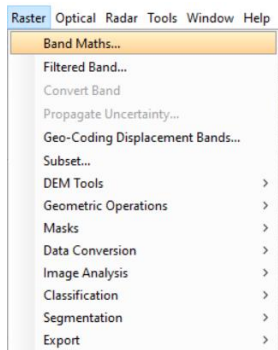 Raster Optical Radar Tools Window Help
Band Maths...
Filtered Band...
Convert Band
Propagate Uncertainty...
Geo-Coding Displacement Bands...
Subset...
DEM Tools
Geometric Operations
Masks
Data Conversion
Image Analysis
Classification
Segmentation
Export